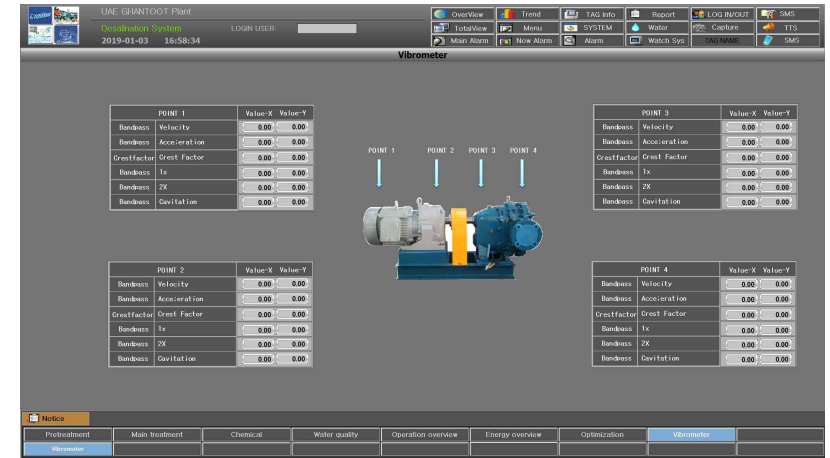 UAE GHANTOOT Plant
Desalination System LOGIN USER:
2019-01-03 16:58:34
OverView Trend TAG Info Report LOG IN/OUT SMS
TotalView Menu SYSTEM Water Capture TTS
Main Alarm Now Alarm Alarm Watch Sys TAG NAME SMS
Vibrometer
POINT 1 Value-X Value-Y
Bandpass Velocity 0.00 0.00
Bandpass Acceleration 0.00 0.00
Crestfactor Crest Factor 0.00 0.00
Bandpass 1x 0.00 0.00
Bandpass 2X 0.00 0.00
Bandpass Cavitation 0.00 0.00
POINT 1 POINT 2 POINT 3 POINT 4
POINT 3 Value-X Value-Y
Bandpass Velocity 0.00 0.00
Bandpass Acceleration 0.00 0.00
Crestfactor Crest Factor 0.00 0.00
Bandpass 1x 0.00 0.00
Bandpass 2X 0.00 0.00
Bandpass Cavitation 0.00 0.00
POINT 2 Value-X Value-Y
Bandpass Velocity 0.00 0.00
Bandpass Acceleration 0.00 0.00
Crestfactor Crest Factor 0.00 0.00
Bandpass 1x 0.00 0.00
Bandpass 2X 0.00 0.00
Bandpass Cavitation 0.00 0.00
POINT 4 Value-X Value-Y
Bandpass Velocity 0.00 0.00
Bandpass Acceleration 0.00 0.00
Crestfactor Crest Factor 0.00 0.00
Bandpass 1x 0.00 0.00
Bandpass 2X 0.00 0.00
Bandpass Cavitation 0.00 0.00
Notice
Pretreatment Main treatment Chemical Water quality Operation overview Energy overview Optimization Vibrometer
Vibrometer